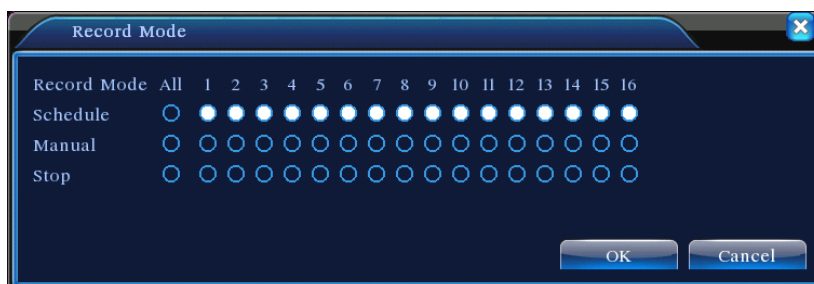 Record Mode
Record Mode All 1 2 3 4 5 6 7 8 9 10 11 12 13 14 15 16
Schedule
Manual
Stop
OK Cancel